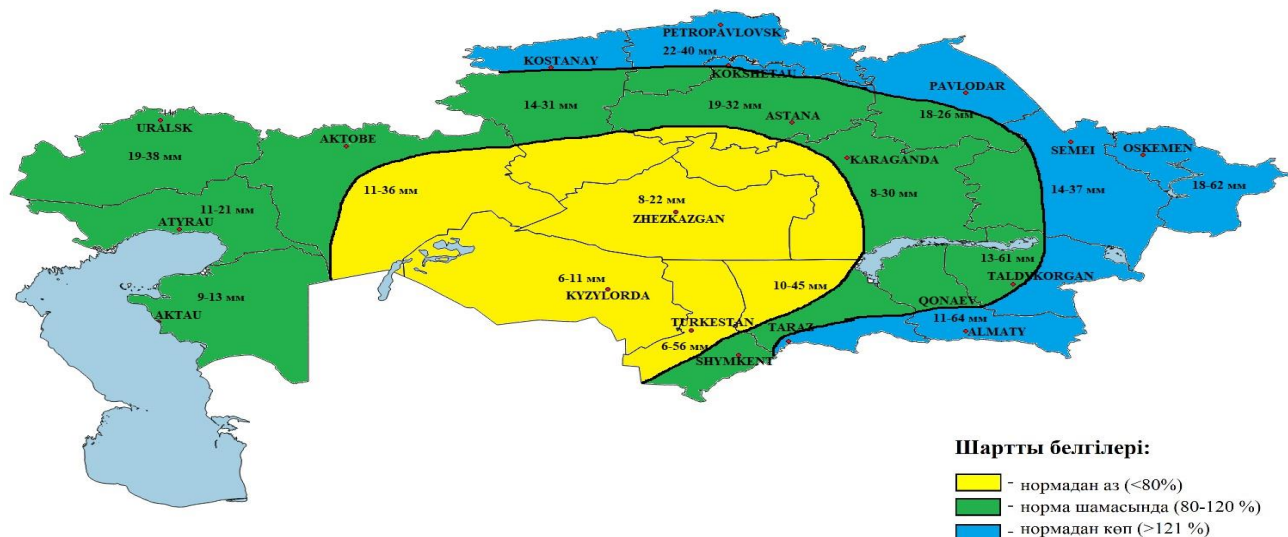 PETROPAVLOVSK
22-40 мм
KOSTANAY
KOKSHETAU
PAVLODAR
14-31 мм
19-32 мм
18-26 мм
ASTANA
URALSK
19-38 мм
AKTOBE
SEMEI
OSKEMEN
KARAGANDA
11-36 мм
8-30 мм
14-37 мм
18-62 мм
8-22 мм
ZHEZKAZGAN
11-21 мм
ATYRAU
13-61 мм
TALDYKORGAN
6-11 мм
KYZYLORDA
10-45 мм
9-13 мм
AKTAU
QONAEV
11-64 мм
ALMATY
TURKESTAN
TARAZ
6-56 мм
SHYMKENT
Шартты белгілері:
- нормадан аз (<80%)
- норма шамасында (80-120 %)
- нормадан көп (>121 %)